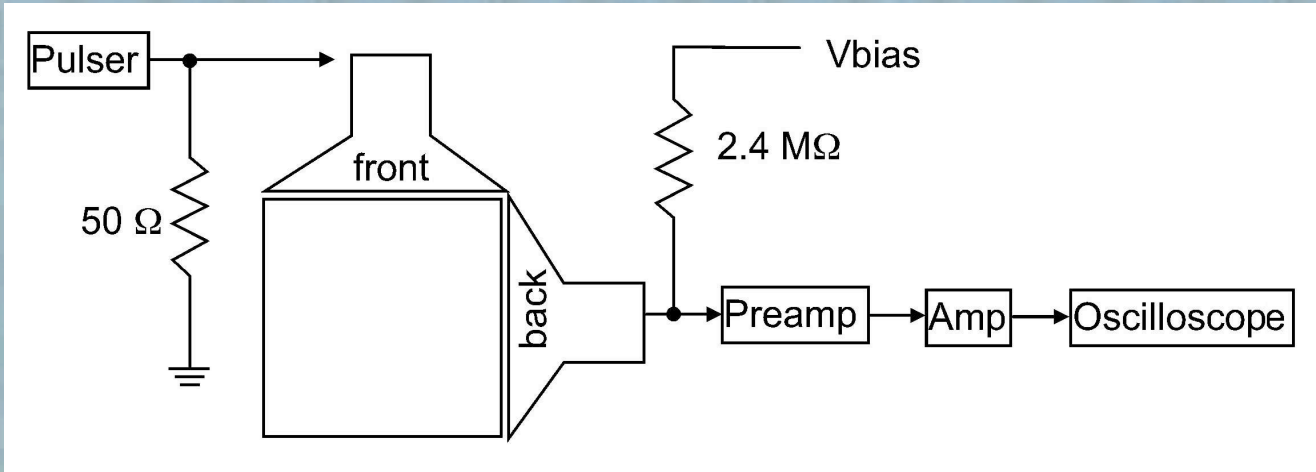 Pulser
Vbias
2.4 MΩ
front
50 Ω
back
Preamp
Amp
Oscilloscope